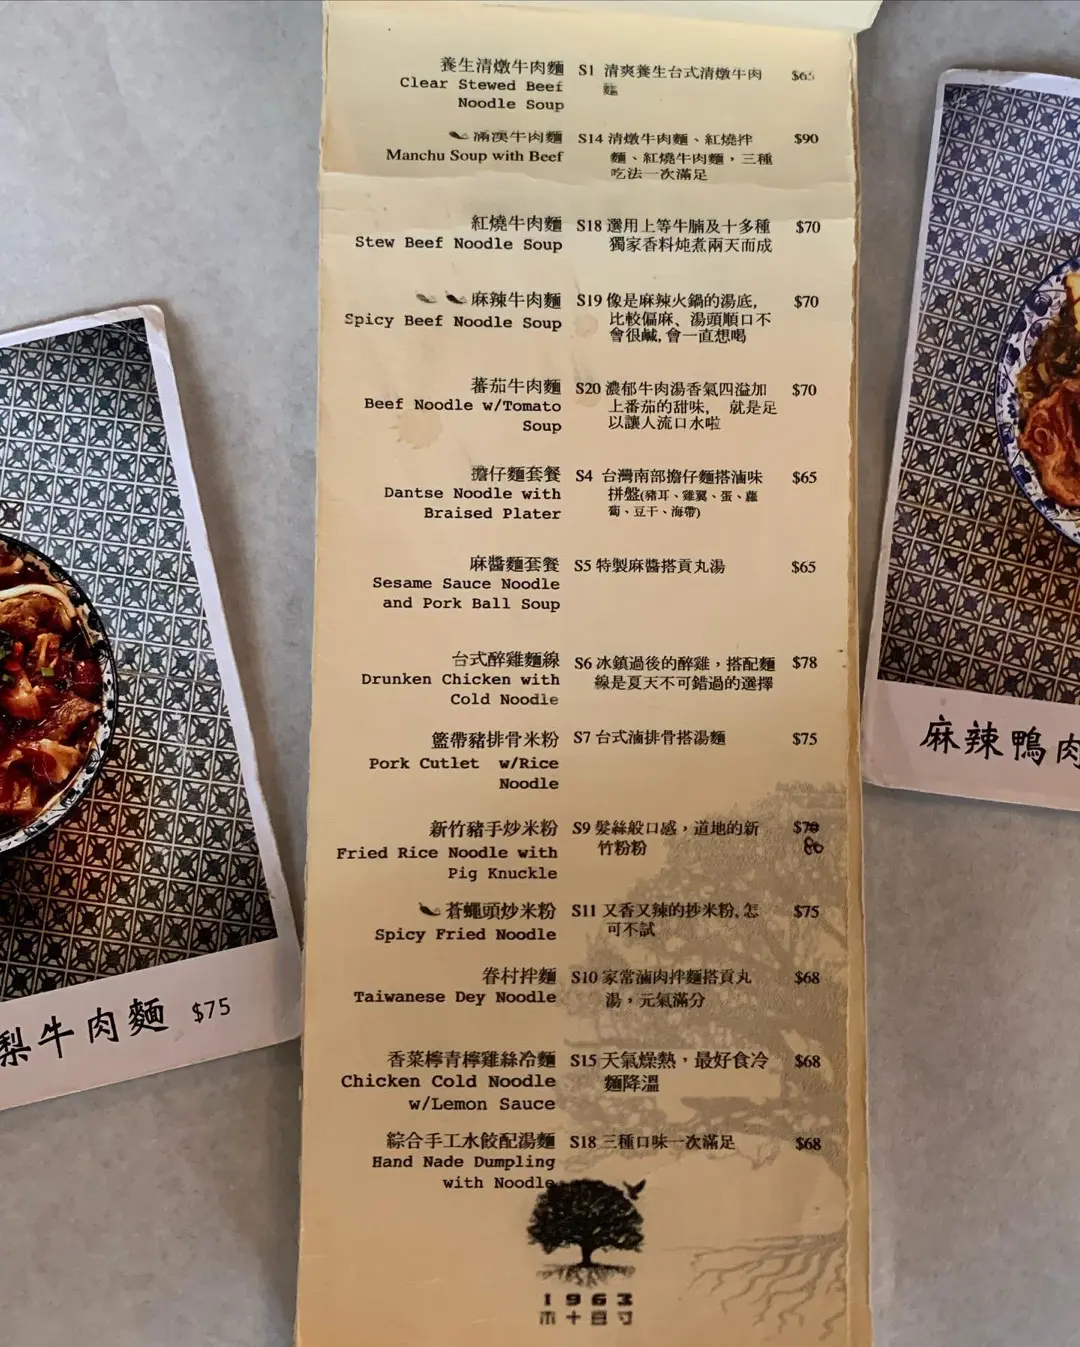 養生清燉牛肉麵 S1 清爽養生台式清燉牛肉 $65
Clear Stewed Beef 麵
Noodle Soup
滿漢牛肉麵 S14 清燉牛肉麵、紅燒拌 $90
Manchu Soup with Beef 麵、紅燒牛肉麵,三種
吃法一次滿足
紅燒牛肉麵 S18 選用上等牛腩及十多種 $70
Stew Beef Noodle Soup 獨家香料炖煮兩天而成
麻辣牛肉麵 S19 像是麻辣火鍋的湯底, $70
Spicy Beef Noodle Soup 比較偏麻、湯頭順口不
會很鹹,會一直想喝
蕃茄牛肉麵 S20 濃郁牛肉湯香氣四溢加 $70
Beef Noodle w/Tomato 上番茄的甜味, 就是足
Soup 以讓人流口水啦
擔仔麵套餐 S4 台灣南部擔仔麵搭滷味 $65
Dantse Noodle with 拼盤(豬耳、雞翼、蛋、蘿
Braised Plater 蔔、豆干、海帶)
麻醬麵套餐 S5 特製麻醬搭貢丸湯 $65
Sesame Sauce Noodle
and Pork Ball Soup
台式醉雞麵線 S6 冰鎮過後的醉雞,搭配麵 $78
Drunken Chicken with 線是夏天不可錯過的選擇
Cold Noodle
籃帶豬排骨米粉 S7 台式滷排骨搭湯麵 $75
Pork Cutlet w/Rice
Noodle
新竹豬手炒米粉 S9 髮絲般口感,道地的新 $70
Fried Rice Noodle with 竹粉粉 80
Pig Knuckle
蒼蠅頭炒米粉 S11 又香又辣的抄米粉,怎 $75
Spicy Fried Noodle 可不試
眷村拌麵 S10 家常滷肉拌麵搭貢丸 $68
Taiwanese Dey Noodle 湯,元氣滿分
香菜檸青檸雞絲冷麵 S15 天氣燥熱,最好食冷 $68
Chicken Cold Noodle 麵降溫
w/Lemon Sauce
綜合手工水餃配湯麵 S18 三種口味一次滿足 $68
Hand Nade Dumpling
with Noodle
1963
梨牛肉麵 $75
麻辣鴨肉